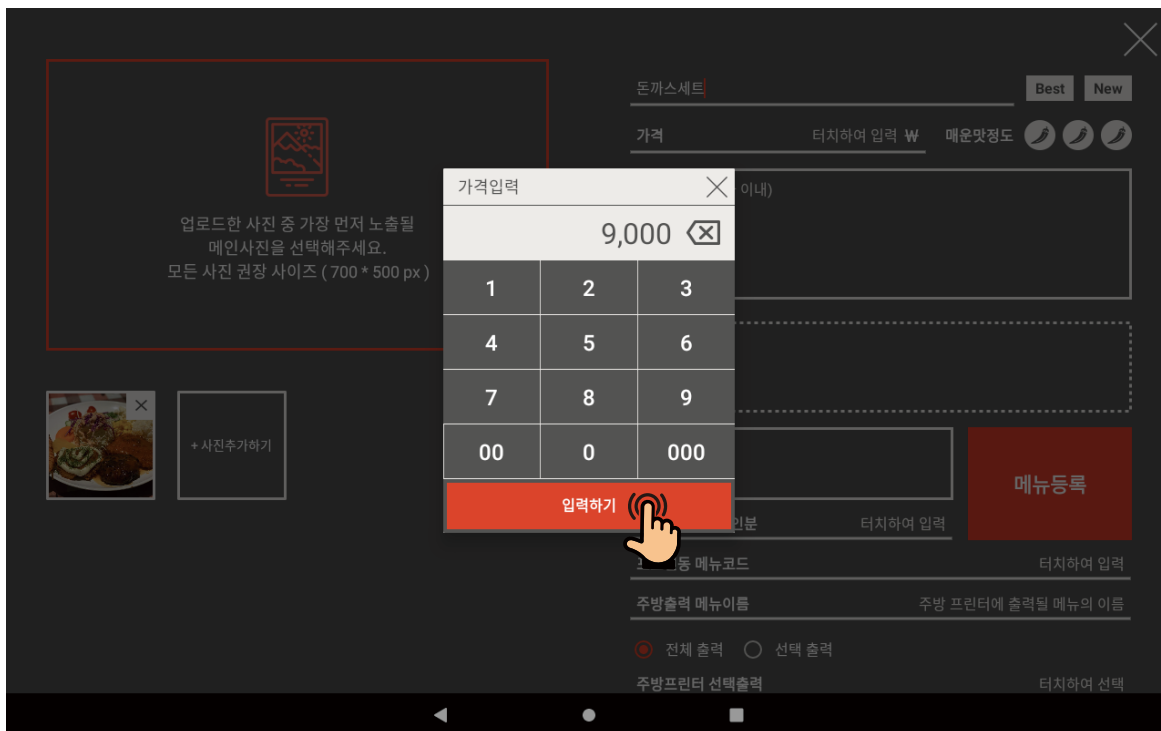 돈까스세트
Best
New
가격
터치하여 입력 ₩
매운맛정도
이내)
업로드한 사진 중 가장 먼저 노출될
메인사진을 선택해주세요.
모든 사진 권장 사이즈 ( 700 * 500 px )
+ 사진추가하기
가격입력
9,000
1 2 3
4 5 6
7 8 9
00 0 000
입력하기
메뉴등록
인분
터치하여 입력
동 메뉴코드
터치하여 입력
주방출력 메뉴이름
주방 프린터에 출력될 메뉴의 이름
전체 출력
선택 출력
주방프린터 선택출력
터치하여 선택